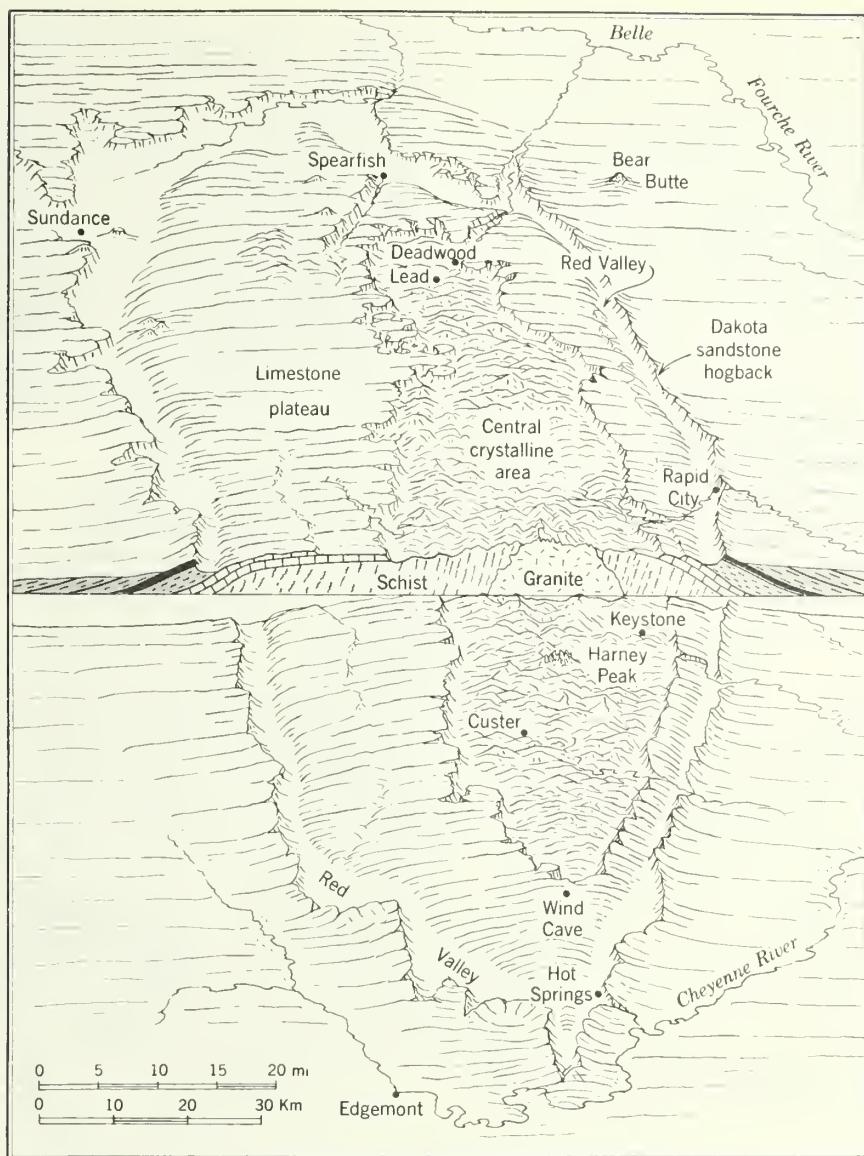 Belle
Fourche River
Spearfish
Bear
Butte
Sundance
Deadwood
Lead
Red Valley
Dakota
sandstone
hogback
Limestone
plateau
Central
crystalline
area
Rapid
City
Schist
Granite
Keystone
Harney
Peak
Custer
Red
Wind
Cave
Valley
Hot
Springs
Cheyenne River
0 5 10 15 20 mi
0 10 20 30 Km
Edgemont